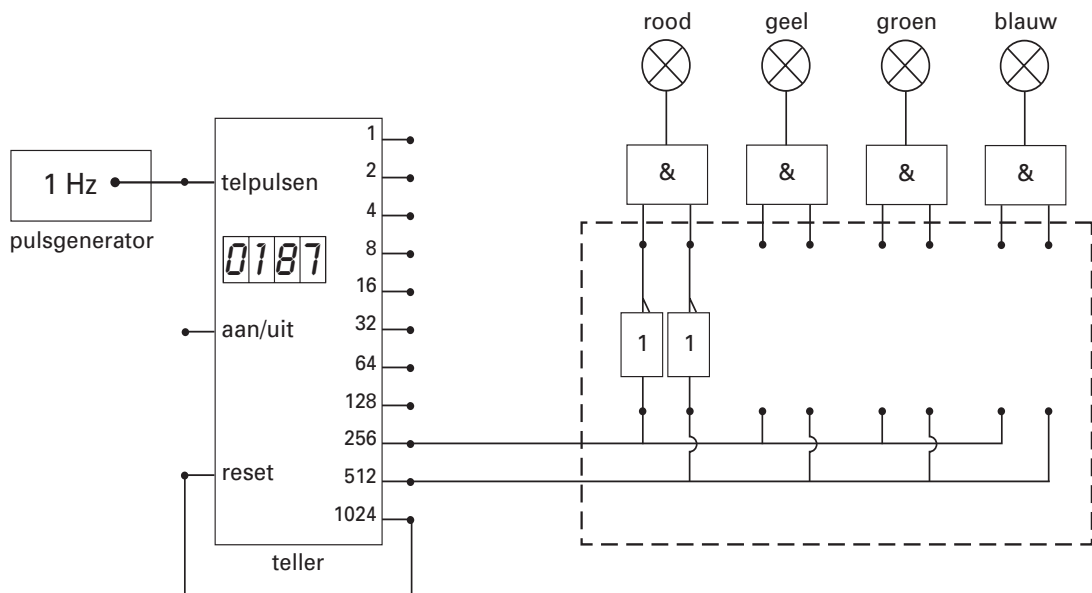 rood geel groen blauw
& & & &
1 Hz
pulsgenerator
telpulsen
0187
aan/uit
reset
1
2
4
8
16
32
64
128
256
512
1024
teller
1 1